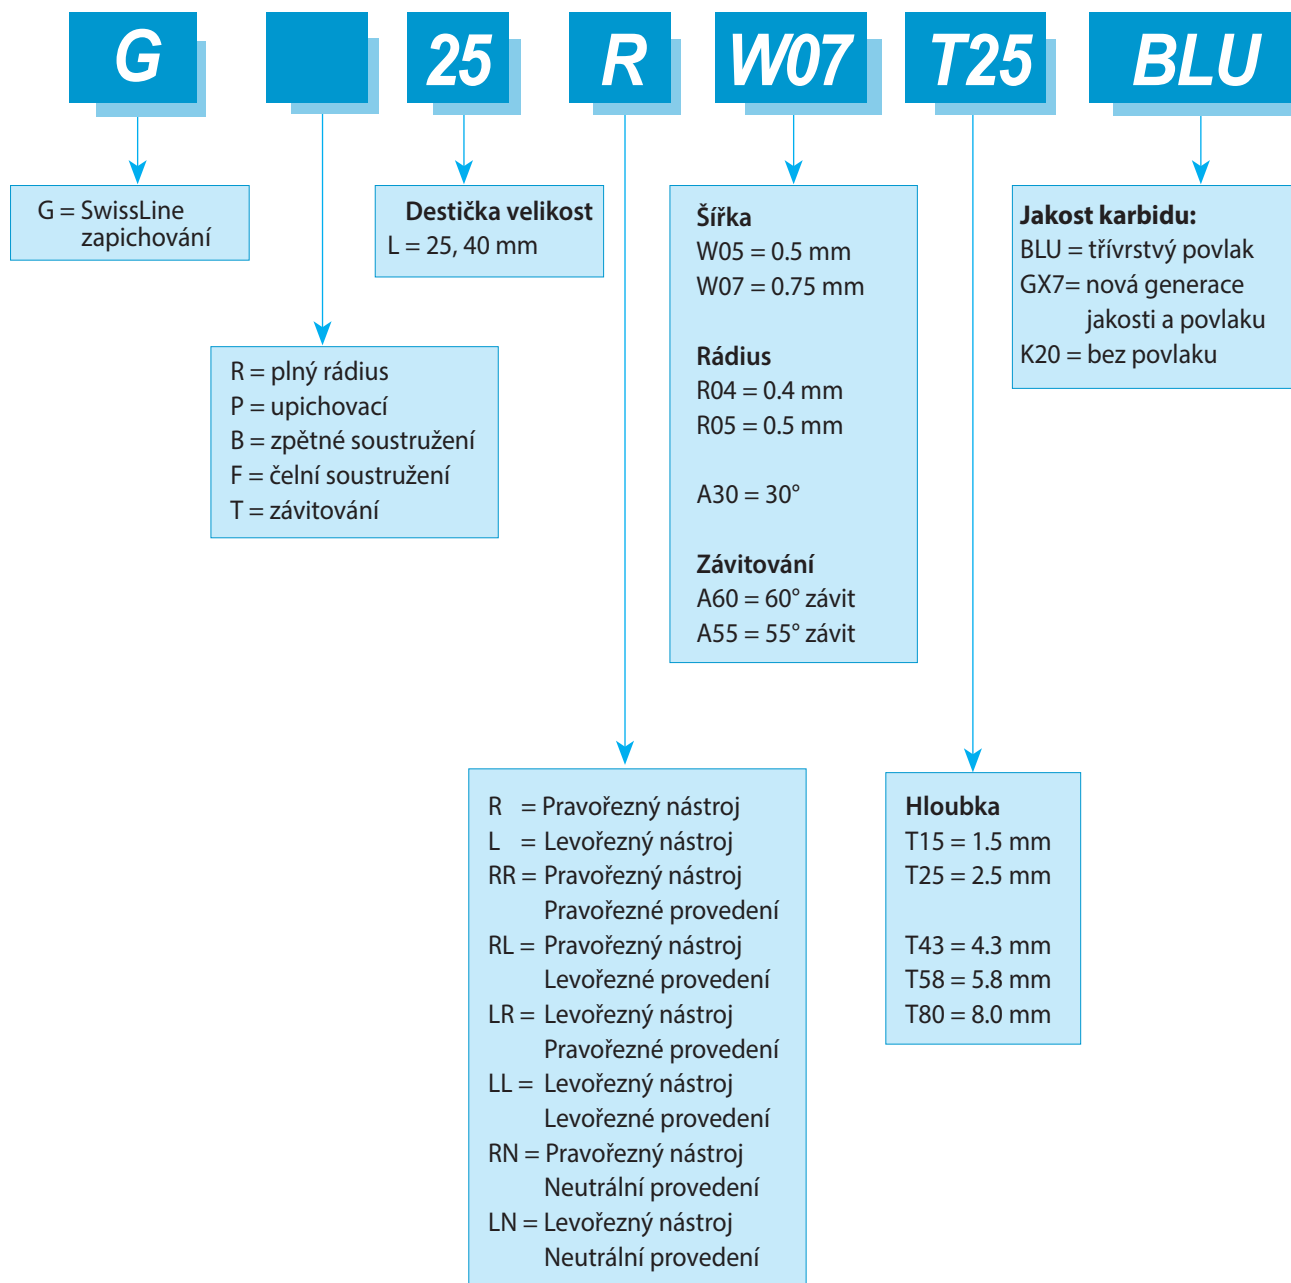 G 25 R W07 T25 BLU
G = SwissLine
zapichování
Destička velikost
L = 25, 40 mm
Šířka
W05 = 0.5 mm
W07 = 0.75 mm
Rádius
R04 = 0.4 mm
R05 = 0.5 mm
A30 = 30°
Závitování
A60 = 60° závit
A55 = 55° závit
Jakost karbidu:
BLU = třívrstvý povlak
GX7= nová generace
jakosti a povlaku
K20 = bez povlaku
R = plný rádius
P = upichovací
B = zpětné soustružení
F = čelní soustružení
T = závitování
R = Pravořezný nástroj
L = Levořezný nástroj
RR = Pravořezný nástroj
Pravořezné provedení
RL = Pravořezný nástroj
Levořezné provedení
LR = Levořezný nástroj
Pravořezné provedení
LL = Levořezný nástroj
Levořezné provedení
RN = Pravořezný nástroj
Neutrální provedení
LN = Levořezný nástroj
Neutrální provedení
Hloubka
T15 = 1.5 mm
T25 = 2.5 mm
T43 = 4.3 mm
T58 = 5.8 mm
T80 = 8.0 mm